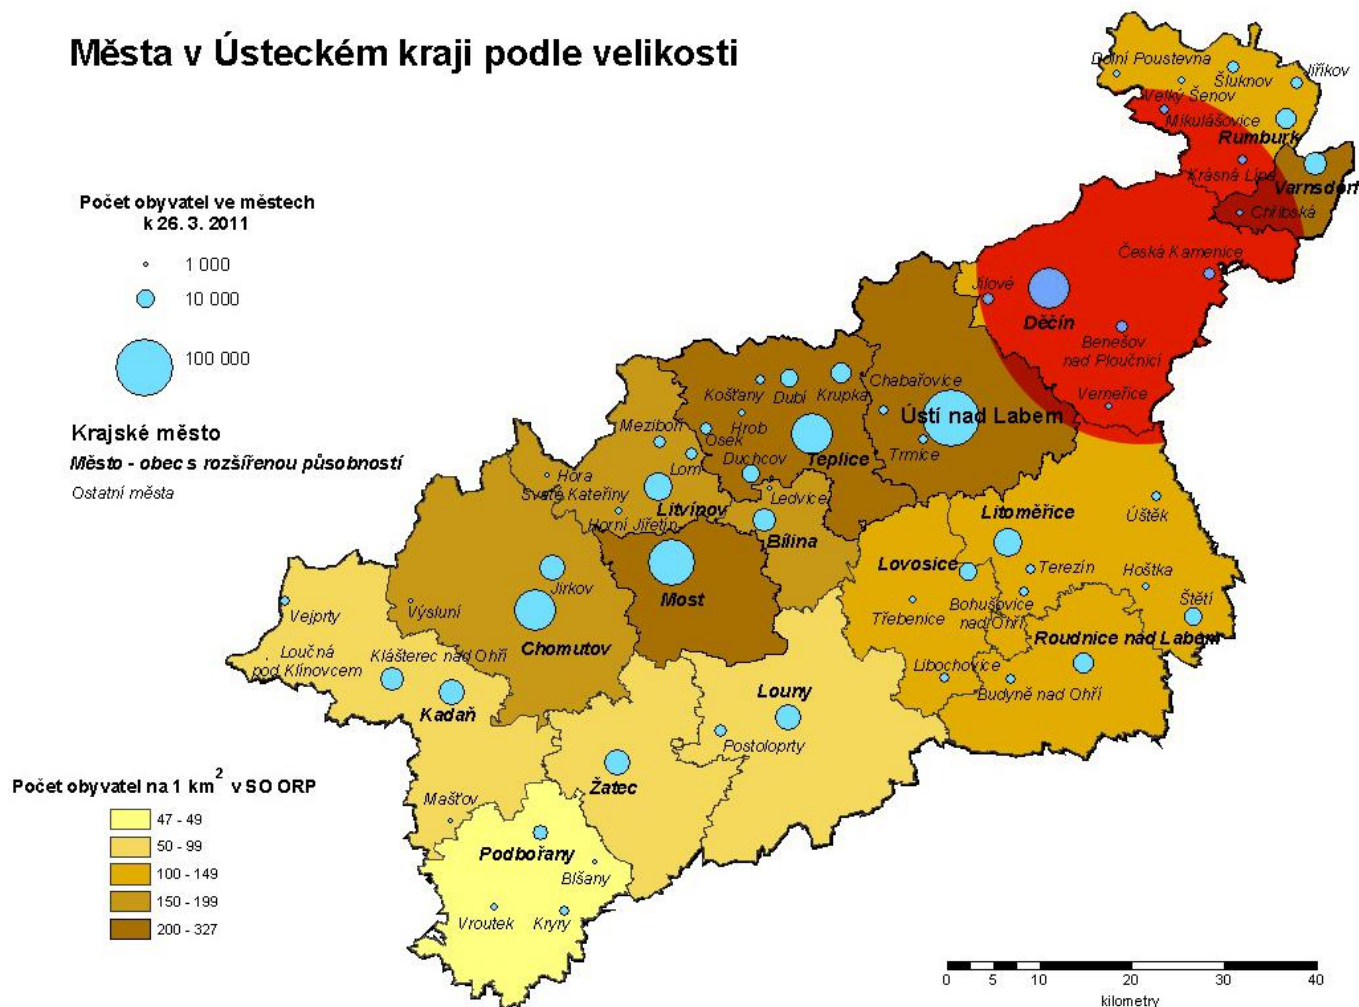 Města v Ústeckém kraji podle velikosti
Počet obyvatel ve městech
k 26. 3. 2011
1 000
10 000
100 000
Krajské město
Město - obec s rozšířenou působností
Ostatní města
Dolní Poustevna
Šluknov
Jiříkov
Velký Šenov
Mikulášovice
Rumburk
Krásná Lípa
Varnsdorf
Chřibská
Česká Kamenice
Jílové
Děčín
Benešov
nad Ploučnicí
Verneřice
Chabařovice
Ústí nad Labem
Trmice
Košťany
Dubí
Krupka
Hrob
Osek
Duchcov
Teplice
Meziboří
Lom
Hora
Svaté Kateřiny
Litvínov
Horní Jiřetín
Ledvice
Bílina
Most
Jirkov
Chomutov
Výsluní
Vejprty
Loučná
pod Klínovcem
Klášterec nad Ohří
Kadaň
Mašťov
Litoměřice
Úštěk
Lovosice
Terezín
Hoštka
Třebenice
Bohušovice
nad Ohří
Štětí
Roudnice nad Labem
Libochovice
Budyně nad Ohří
Louny
Postoloprty
Žatec
Podbořany
Blšany
Vroutek
Kryry
Počet obyvatel na 1 km2 v SO ORP
47 - 49
50 - 99
100 - 149
150 - 199
200 - 327
0 5 10 20 30 40
kilometry